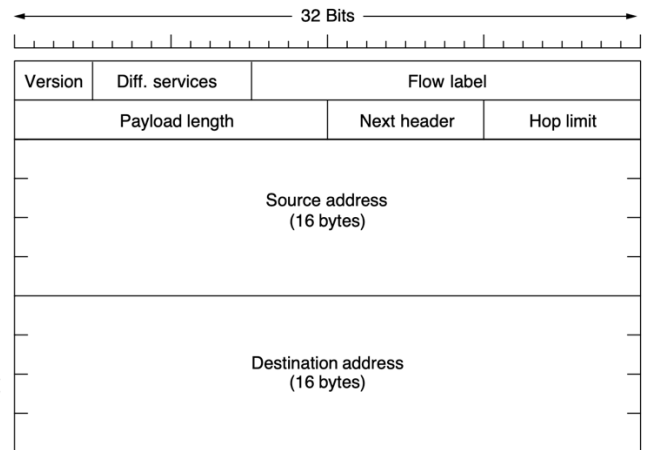 32 Bits
Version Diff. services Flow label
Payload length Next header Hop limit
Source address
(16 bytes)
Destination address
(16 bytes)